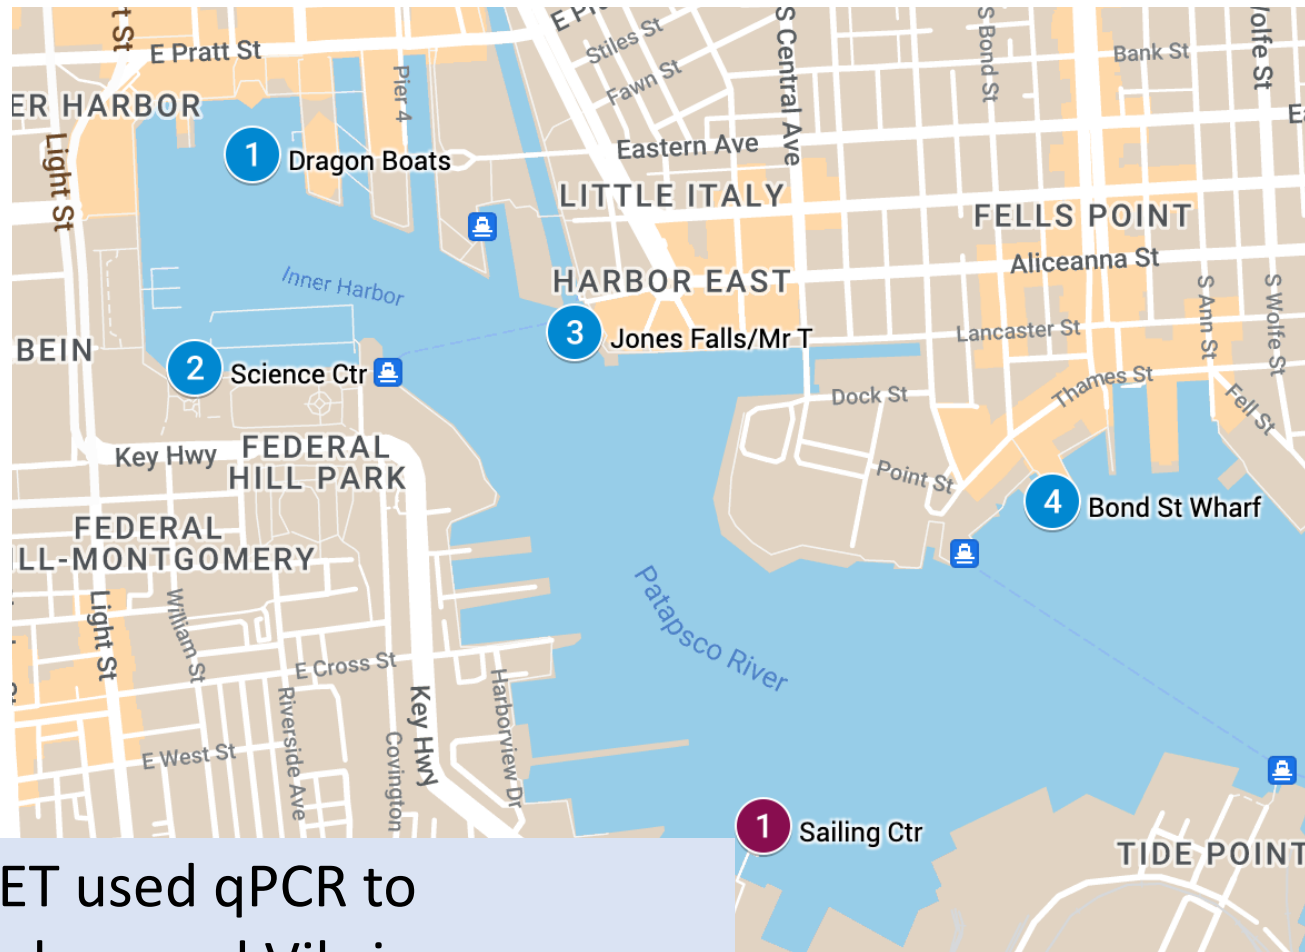 E Pratt St
Pier 4
Stiles St
Fawn St
S Central Ave
S Bond St
Bank St
ER HARBOR
Light St
1
Dragon Boats
Eastern Ave
LITTLE ITALY
FELLS POINT
Aliceanna St
Inner Harbor
HARBOR EAST
S Ann St
S Wolfe St
3
Jones Falls/Mr T
Lancaster St
BEIN
2
Science Ctr
Thames St
Dock St
Fell St
Key Hwy
FEDERAL
HILL PARK
Point St
4
Bond St Wharf
FEDERAL
ILL-MONTGOMERY
Patapsco River
Light St
William St
E Cross St
Riverside Ave
Key Hwy
Harborview Dr
Covington
E West St
1
Sailing Ctr
TIDE POINT
ET used qPCR to